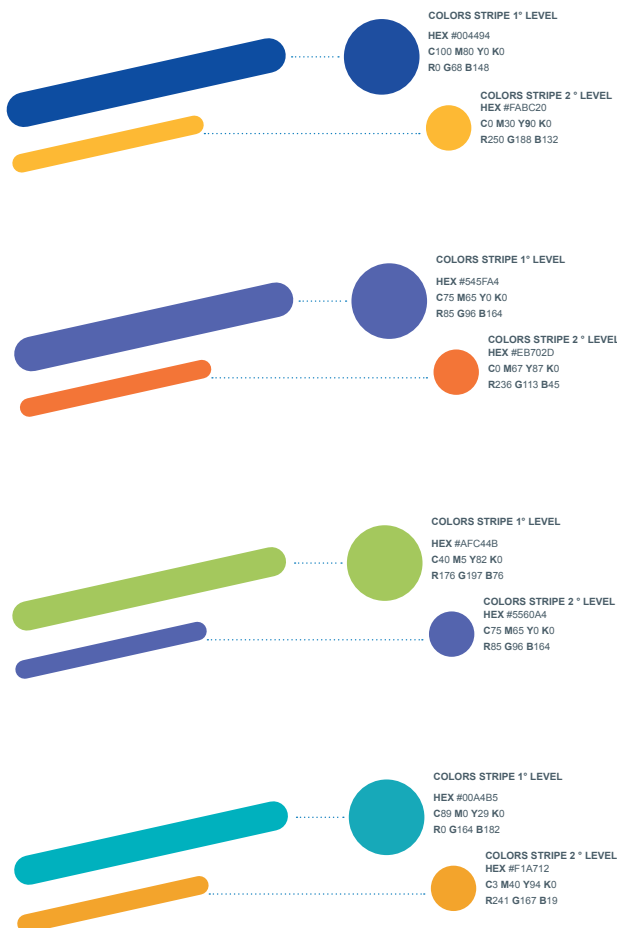 COLORS STRIPE 1° LEVEL
HEX #004494
C100 M80 Y0 K0
R0 G68 B148
COLORS STRIPE 2 ° LEVEL
HEX #FABC20
C0 M30 Y90 K0
R250 G188 B132
COLORS STRIPE 1° LEVEL
HEX #545FA4
C75 M65 Y0 K0
R85 G96 B164
COLORS STRIPE 2 ° LEVEL
HEX #EB702D
C0 M67 Y87 K0
R236 G113 B45
COLORS STRIPE 1° LEVEL
HEX #AFC44B
C40 M5 Y82 K0
R176 G197 B76
COLORS STRIPE 2 ° LEVEL
HEX #5560A4
C75 M65 Y0 K0
R85 G96 B164
COLORS STRIPE 1° LEVEL
HEX #00A4B5
C89 M0 Y29 K0
R0 G164 B182
COLORS STRIPE 2 ° LEVEL
HEX #F1A712
C3 M40 Y94 K0
R241 G167 B19